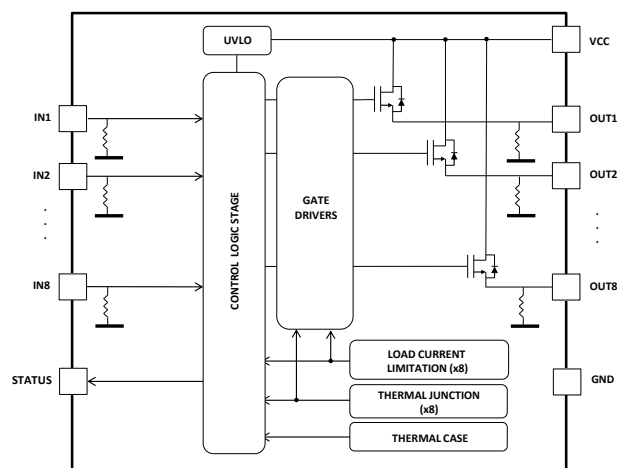 UVLO
VCC
IN1
OUT1
IN2
OUT2
.
.
.
.
.
.
CONTROL LOGIC STAGE
GATE
DRIVERS
IN8
OUT8
LOAD CURRENT
LIMITATION (x8)
STATUS
GND
THERMAL JUNCTION
(x8)
THERMAL CASE